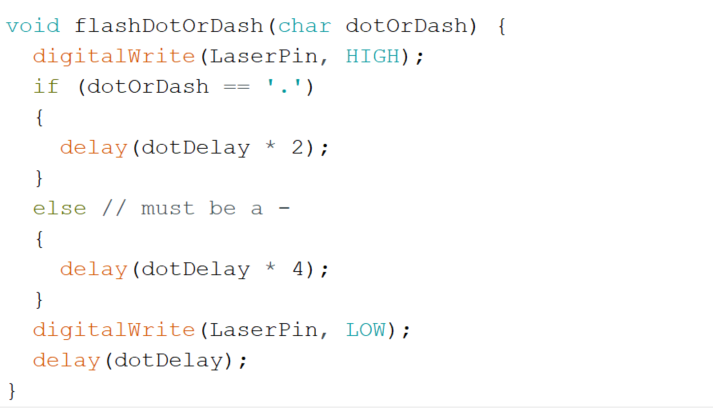 void flashDotOrDash(char dotOrDash) {
  digitalWrite(LaserPin, HIGH);
  if (dotOrDash == '.')
  {
    delay(dotDelay * 2);
  }
  else // must be a -
  {
    delay(dotDelay * 4);
  }
  digitalWrite(LaserPin, LOW);
  delay(dotDelay);
}